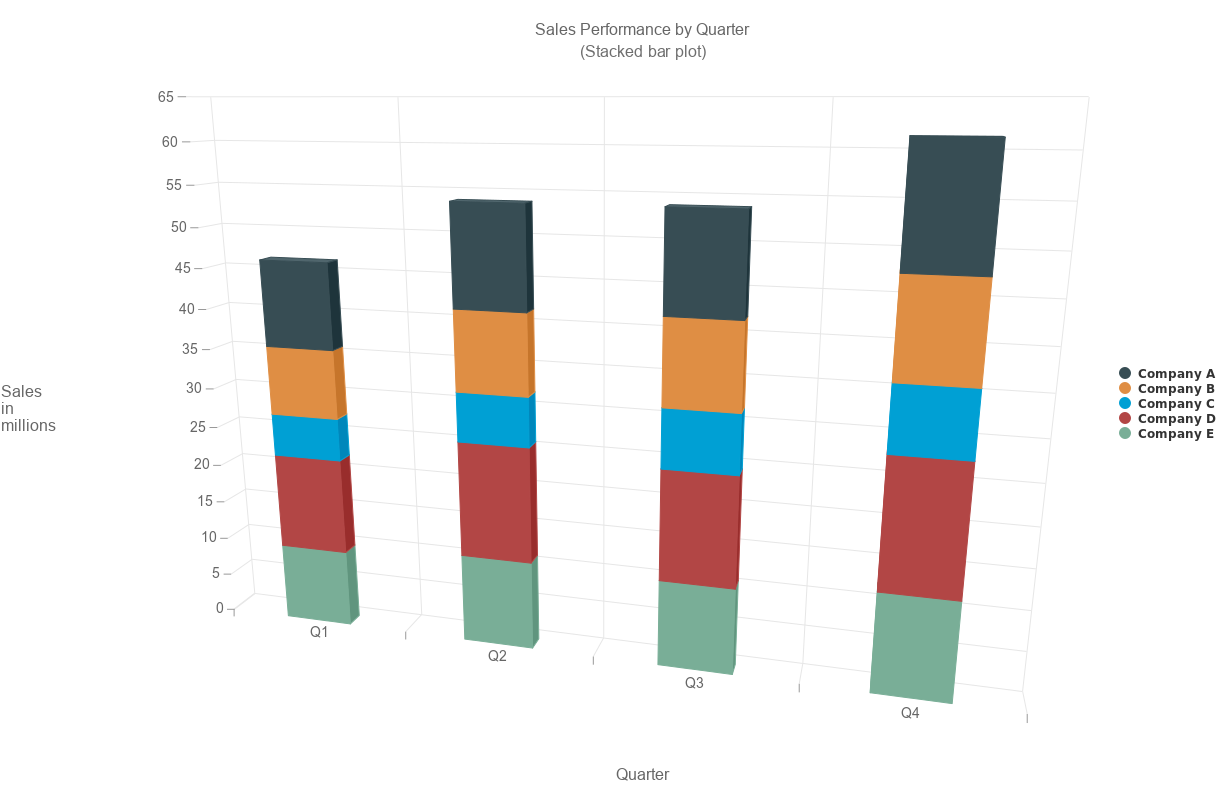 Sales Performance by Quarter
(Stacked bar plot)
65
60
55
50
45
40
35
30
25
20
15
10
5
0
Sales
in
millions
Q1
Q2
Q3
Q4
Quarter
Company A
Company B
Company C
Company D
Company E